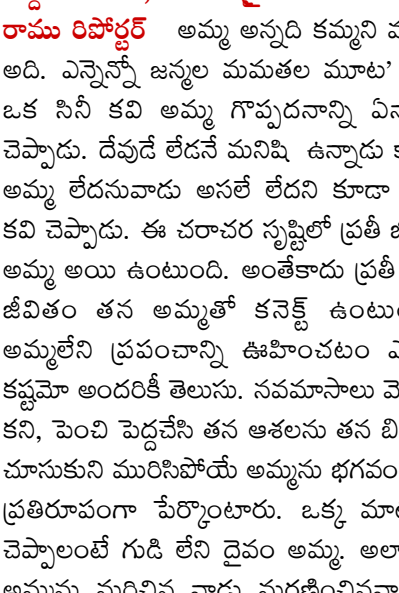 రాము రిపోర్టర్ అమ్మ అన్నది కమ్మని
అది. ఎన్నెన్నో జన్మల మమతల మూట'
ఒక సినీ కవి అమ్మ గొప్పదనాన్ని
చెప్పాడు. దేవుడే లేడనే మనిషి ఉన్నాడు
అమ్మ లేదనువాడు అసలే లేదని కూడా
కవి చెప్పాడు. ఈ చరాచర సృష్టిలో ప్రతీ
అమ్మ అయి ఉంటుంది. అంతేకాదు ప్రతీ
జీవితం తన అమ్మతో కనెక్ట్
అమ్మలేని ప్రపంచాన్ని ఊహించటం
కష్టమో అందరికీ తెలుసు. నవమాసాలు
కని, పెంచి పెద్దచేసి తన ఆశలను తన
చూసుకుని మురిసిపోయే అమ్మను
ప్రతిరూపంగా పేర్కొంటారు. ఒక్క
చెప్పాలంటే గుడి లేని దైవం అమ్మ.